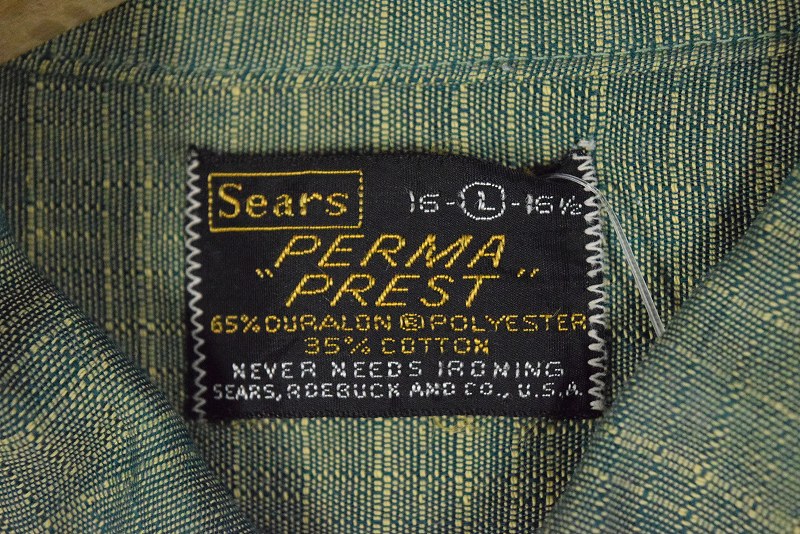 Sears 16-L-16½
„PERMA
PREST"
65% DURALON ® POLYESTER
35% COTTON
NEVER NEEDS IRONING
SEARS, ROEBUCK AND CO., U.S.A.